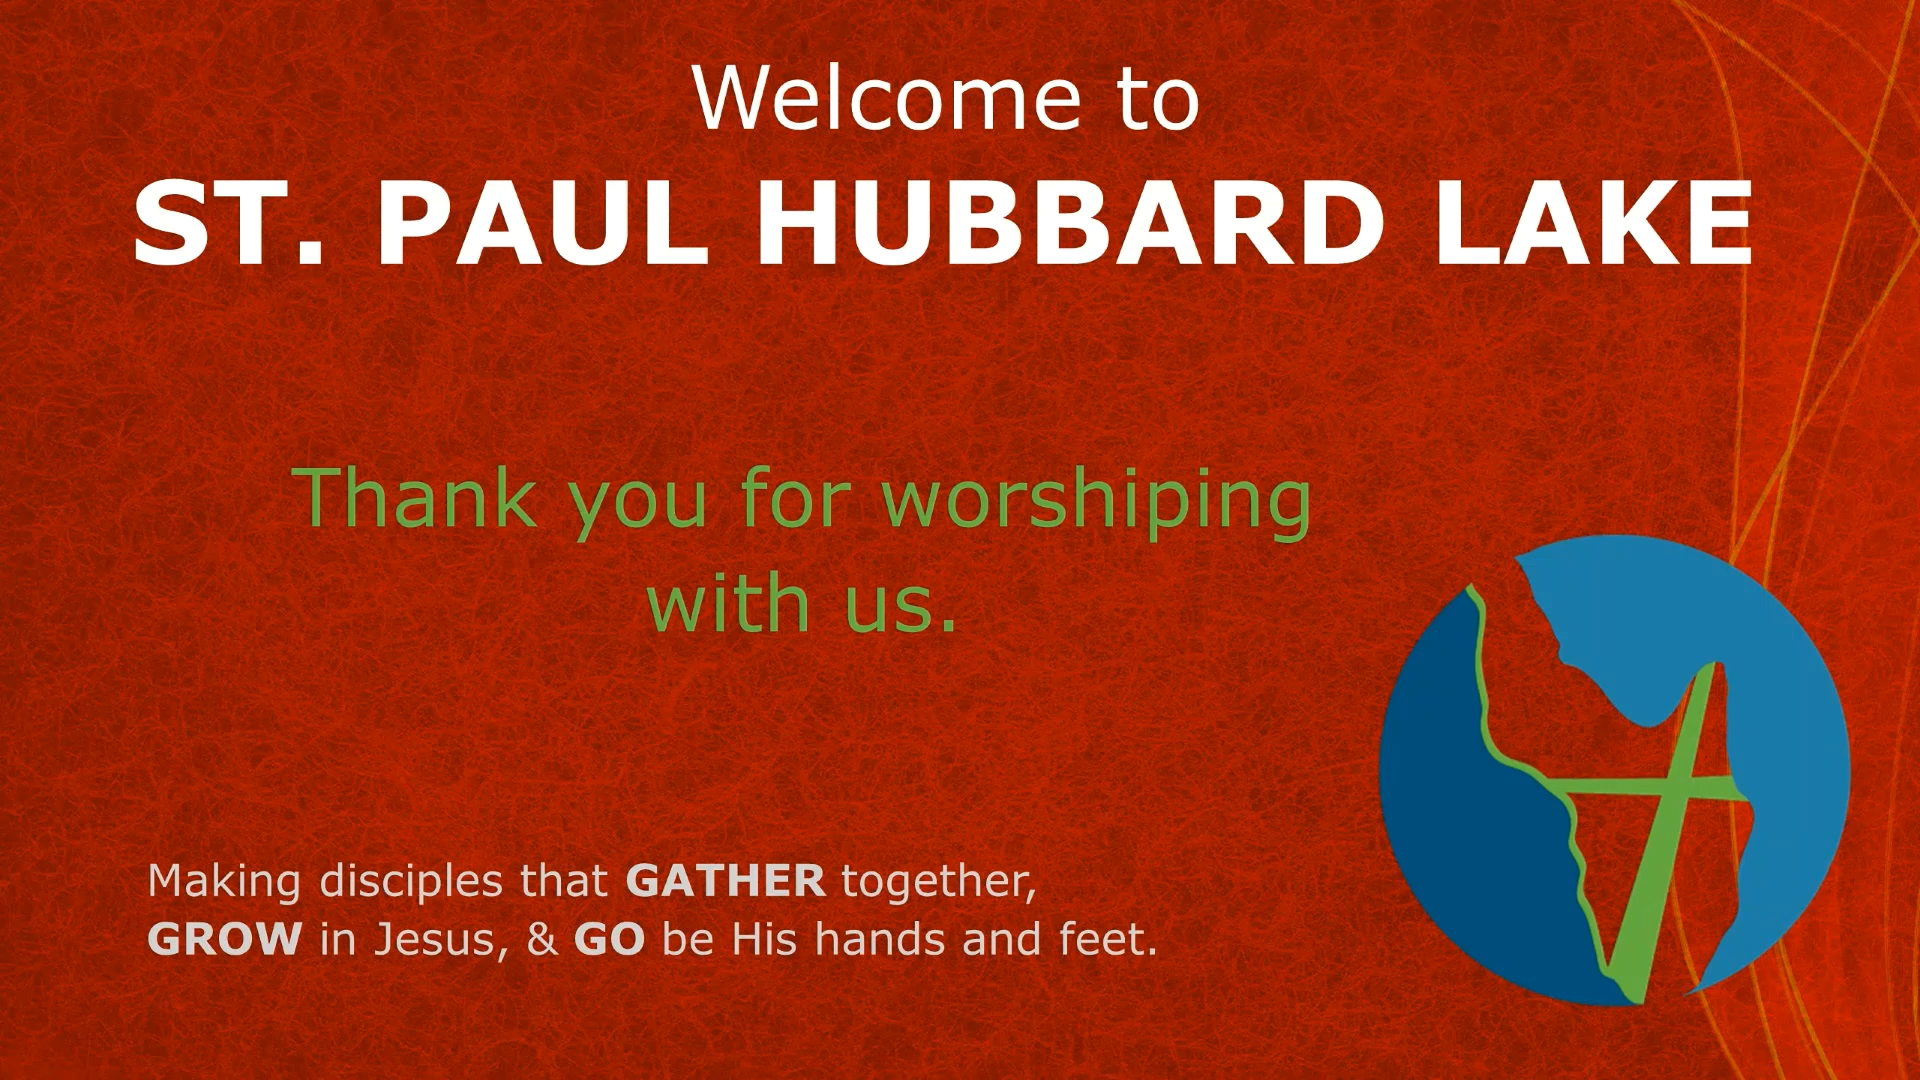 Welcome to
ST. PAUL HUBBARD LAKE
Thank you for worshiping
with us.
Making disciples that GATHER together,
GROW in Jesus, & GO be His hands and feet.